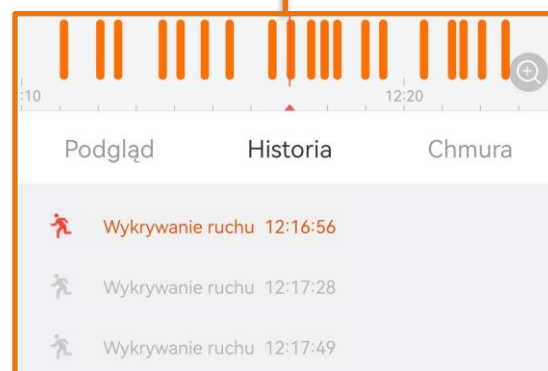 :10 12:20
Podgląd Historia Chmura
Wykrywanie ruchu 12:16:56
Wykrywanie ruchu 12:17:28
Wykrywanie ruchu 12:17:49